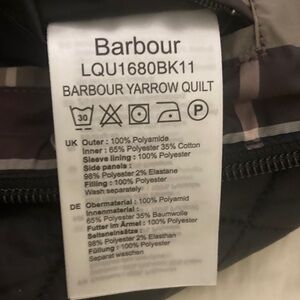 Barbour
LQU1680BK11
BARBOUR YARROW QUILT
30 P
UK Outer : 100% Polyamide
Inner : 65% Polyester 35% Cotton
Sleeve lining : 100% Polyester
Side panels :
98% Polyester 2% Elastane
Filling : 100% Polyester
Wash separately
DE Obermaterial : 100% Polyamid
Innenmaterial :
65% Polyester 35% Baumwolle
Futter im Ärmel : 100% Polyester
Seiteneinsätze :
98% Polyester 2% Elastan
Füllung : 100% Polyester
Separat waschen